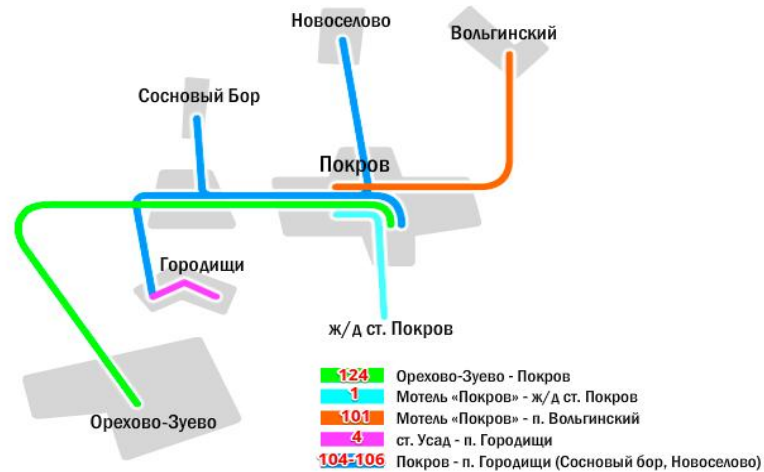 Новоселово
Вольгинский
Сосновый Бор
Покров
Городищи
ж/д ст. Покров
Орехово-Зуево
124 Орехово-Зуево - Покров
1 Мотель «Покров» - ж/д ст. Покров
101 Мотель «Покров» - п. Вольгинский
4 ст. Усад - п. Городищи
104-106 Покров - п. Городищи (Сосновый бор, Новоселово)